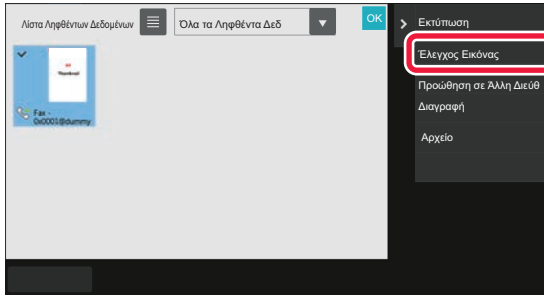 Λίστα Ληφθέντων Δεδομένων
Όλα τα Ληφθέντα Δεδ
OK
Thumbnail
Fax -
0x0001@dummy
Εκτύπωση
Έλεγχος Εικόνας
Προώθηση σε Άλλη Διεύθ
Διαγραφή
Αρχείο